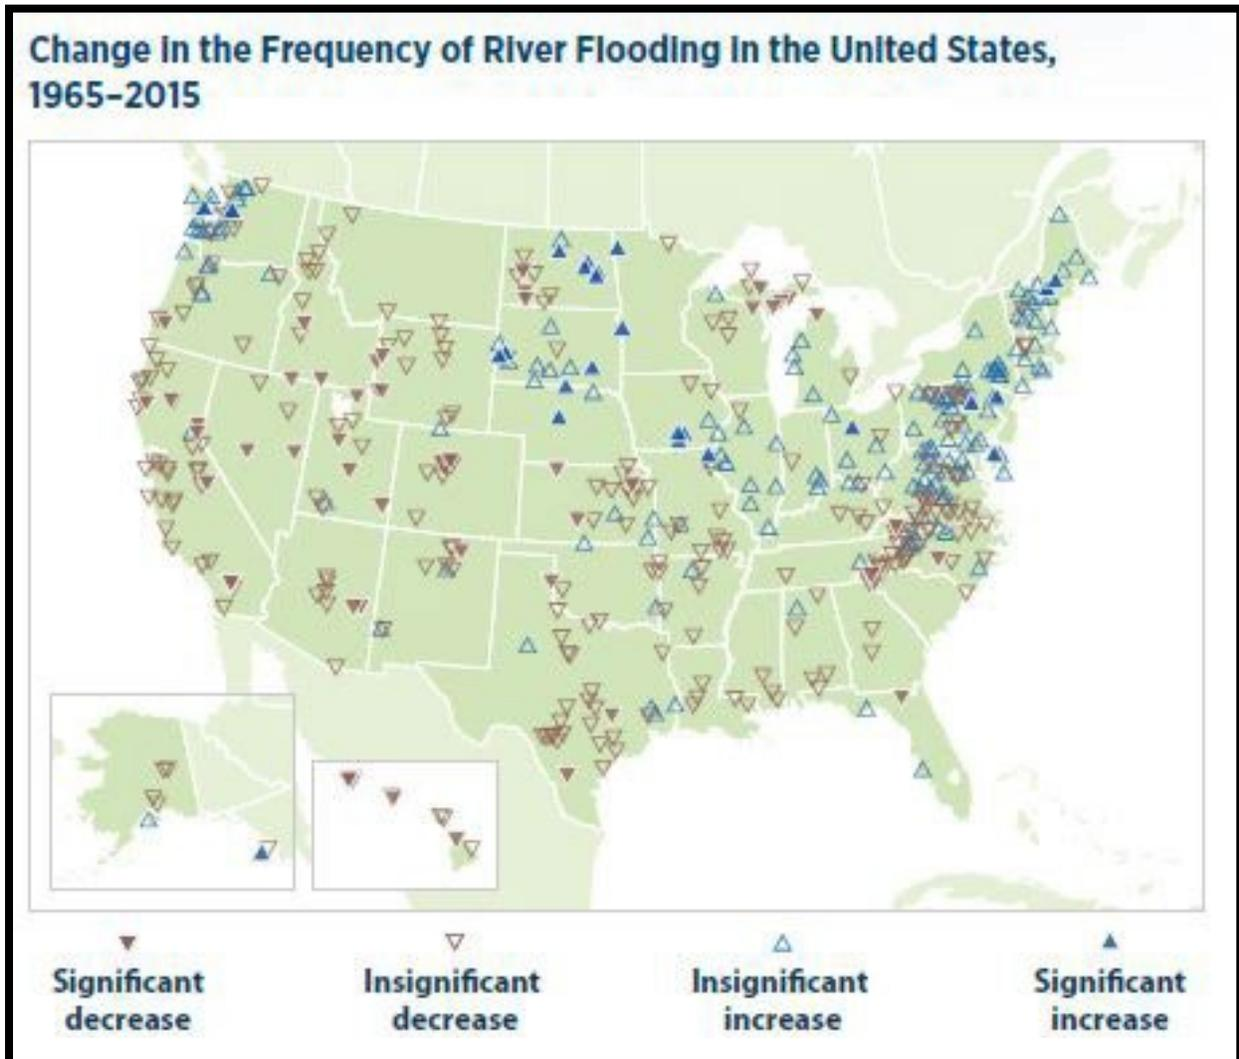 Change in the Frequency of River Flooding in the United States,
1965–2015
Significant
decrease
Insignificant
decrease
Insignificant
increase
Significant
increase